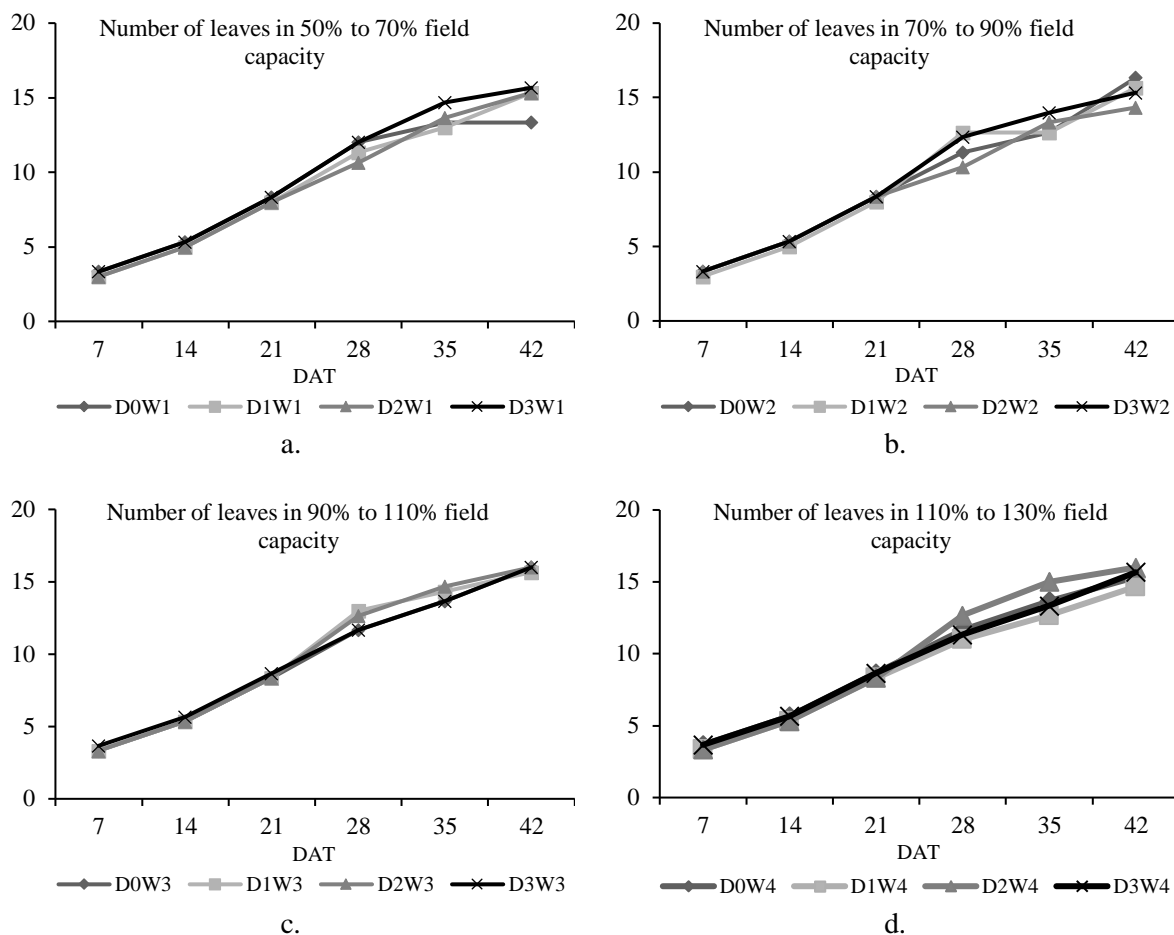 Number of leaves in 50% to 70% field
capacity
20
15
10
5
0
7 14 21 28 35 42
DAT
D0W1 D1W1 D2W1 D3W1
a.
Number of leaves in 70% to 90% field
capacity
20
15
10
5
0
7 14 21 28 35 42
DAT
D0W2 D1W2 D2W2 D3W2
b.
Number of leaves in 90% to 110% field
capacity
20
15
10
5
0
7 14 21 28 35 42
DAT
D0W3 D1W3 D2W3 D3W3
c.
Number of leaves in 110% to 130% field
capacity
20
15
10
5
0
7 14 21 28 35 42
DAT
D0W4 D1W4 D2W4 D3W4
d.